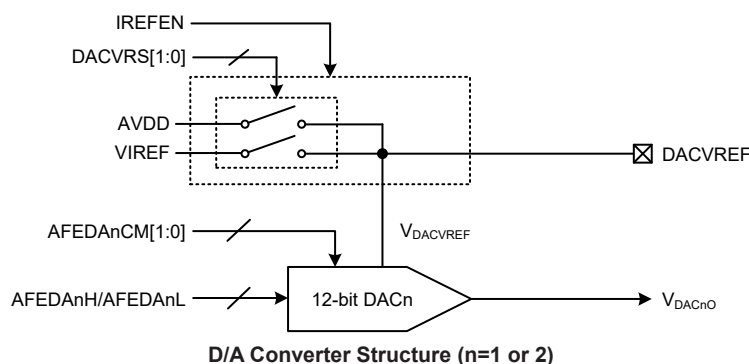 IREFEN
DACVRS[1:0]
AVDD
VIREF
DACVREF
AFEDAnCM[1:0]
VDACVREF
AFEDAnH/AFEDAnL
12-bit DACn
VDACnO
D/A Converter Structure (n=1 or 2)